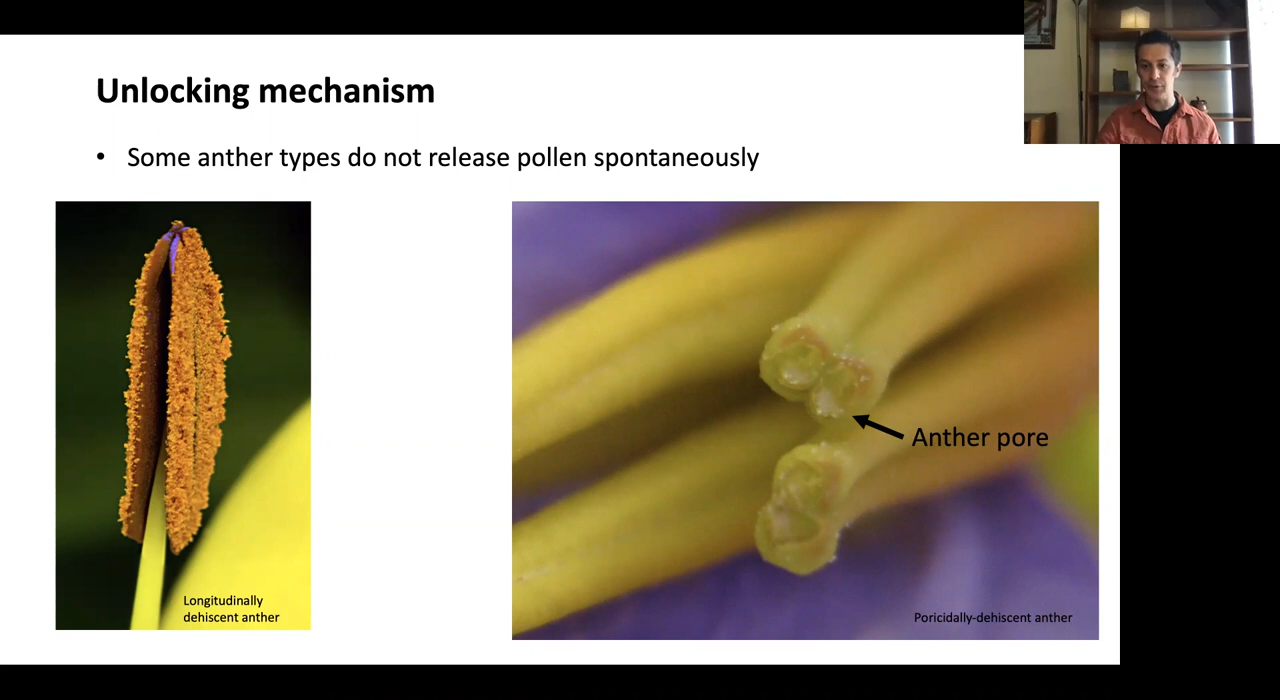 Unlocking mechanism
• Some anther types do not release pollen spontaneously
Anther pore
Longitudinally
dehiscent anther
Poricidally-dehiscent anther